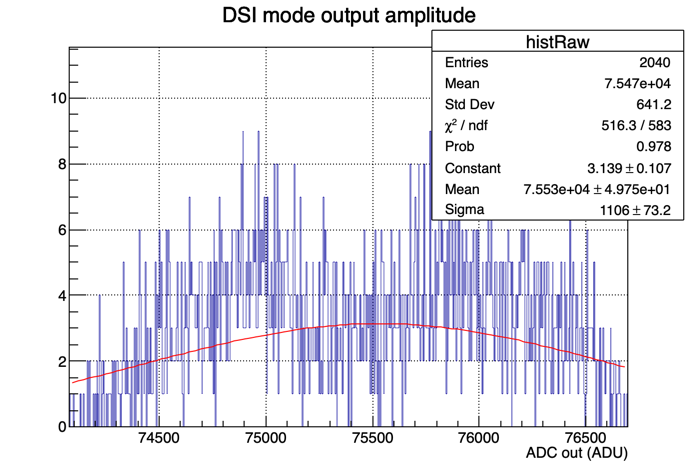 DSI mode output amplitude
histRaw
Entries 2040
Mean 7.547e+04
Std Dev 641.2
χ² / ndf 516.3 / 583
Prob 0.978
Constant 3.139 ± 0.107
Mean 7.553e+04 ± 4.975e+01
Sigma 1106 ± 73.2
10
8
6
4
2
0
74500 75000 75500 76000 76500
ADC out (ADU)